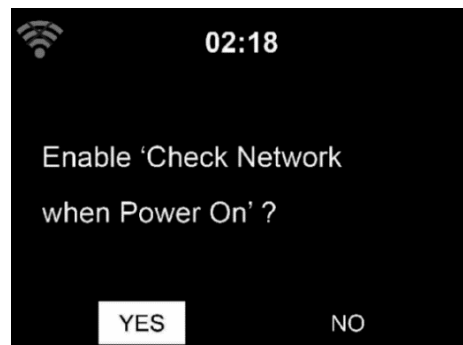 02:18
Enable ‘Check Network
when Power On’ ?
YES NO